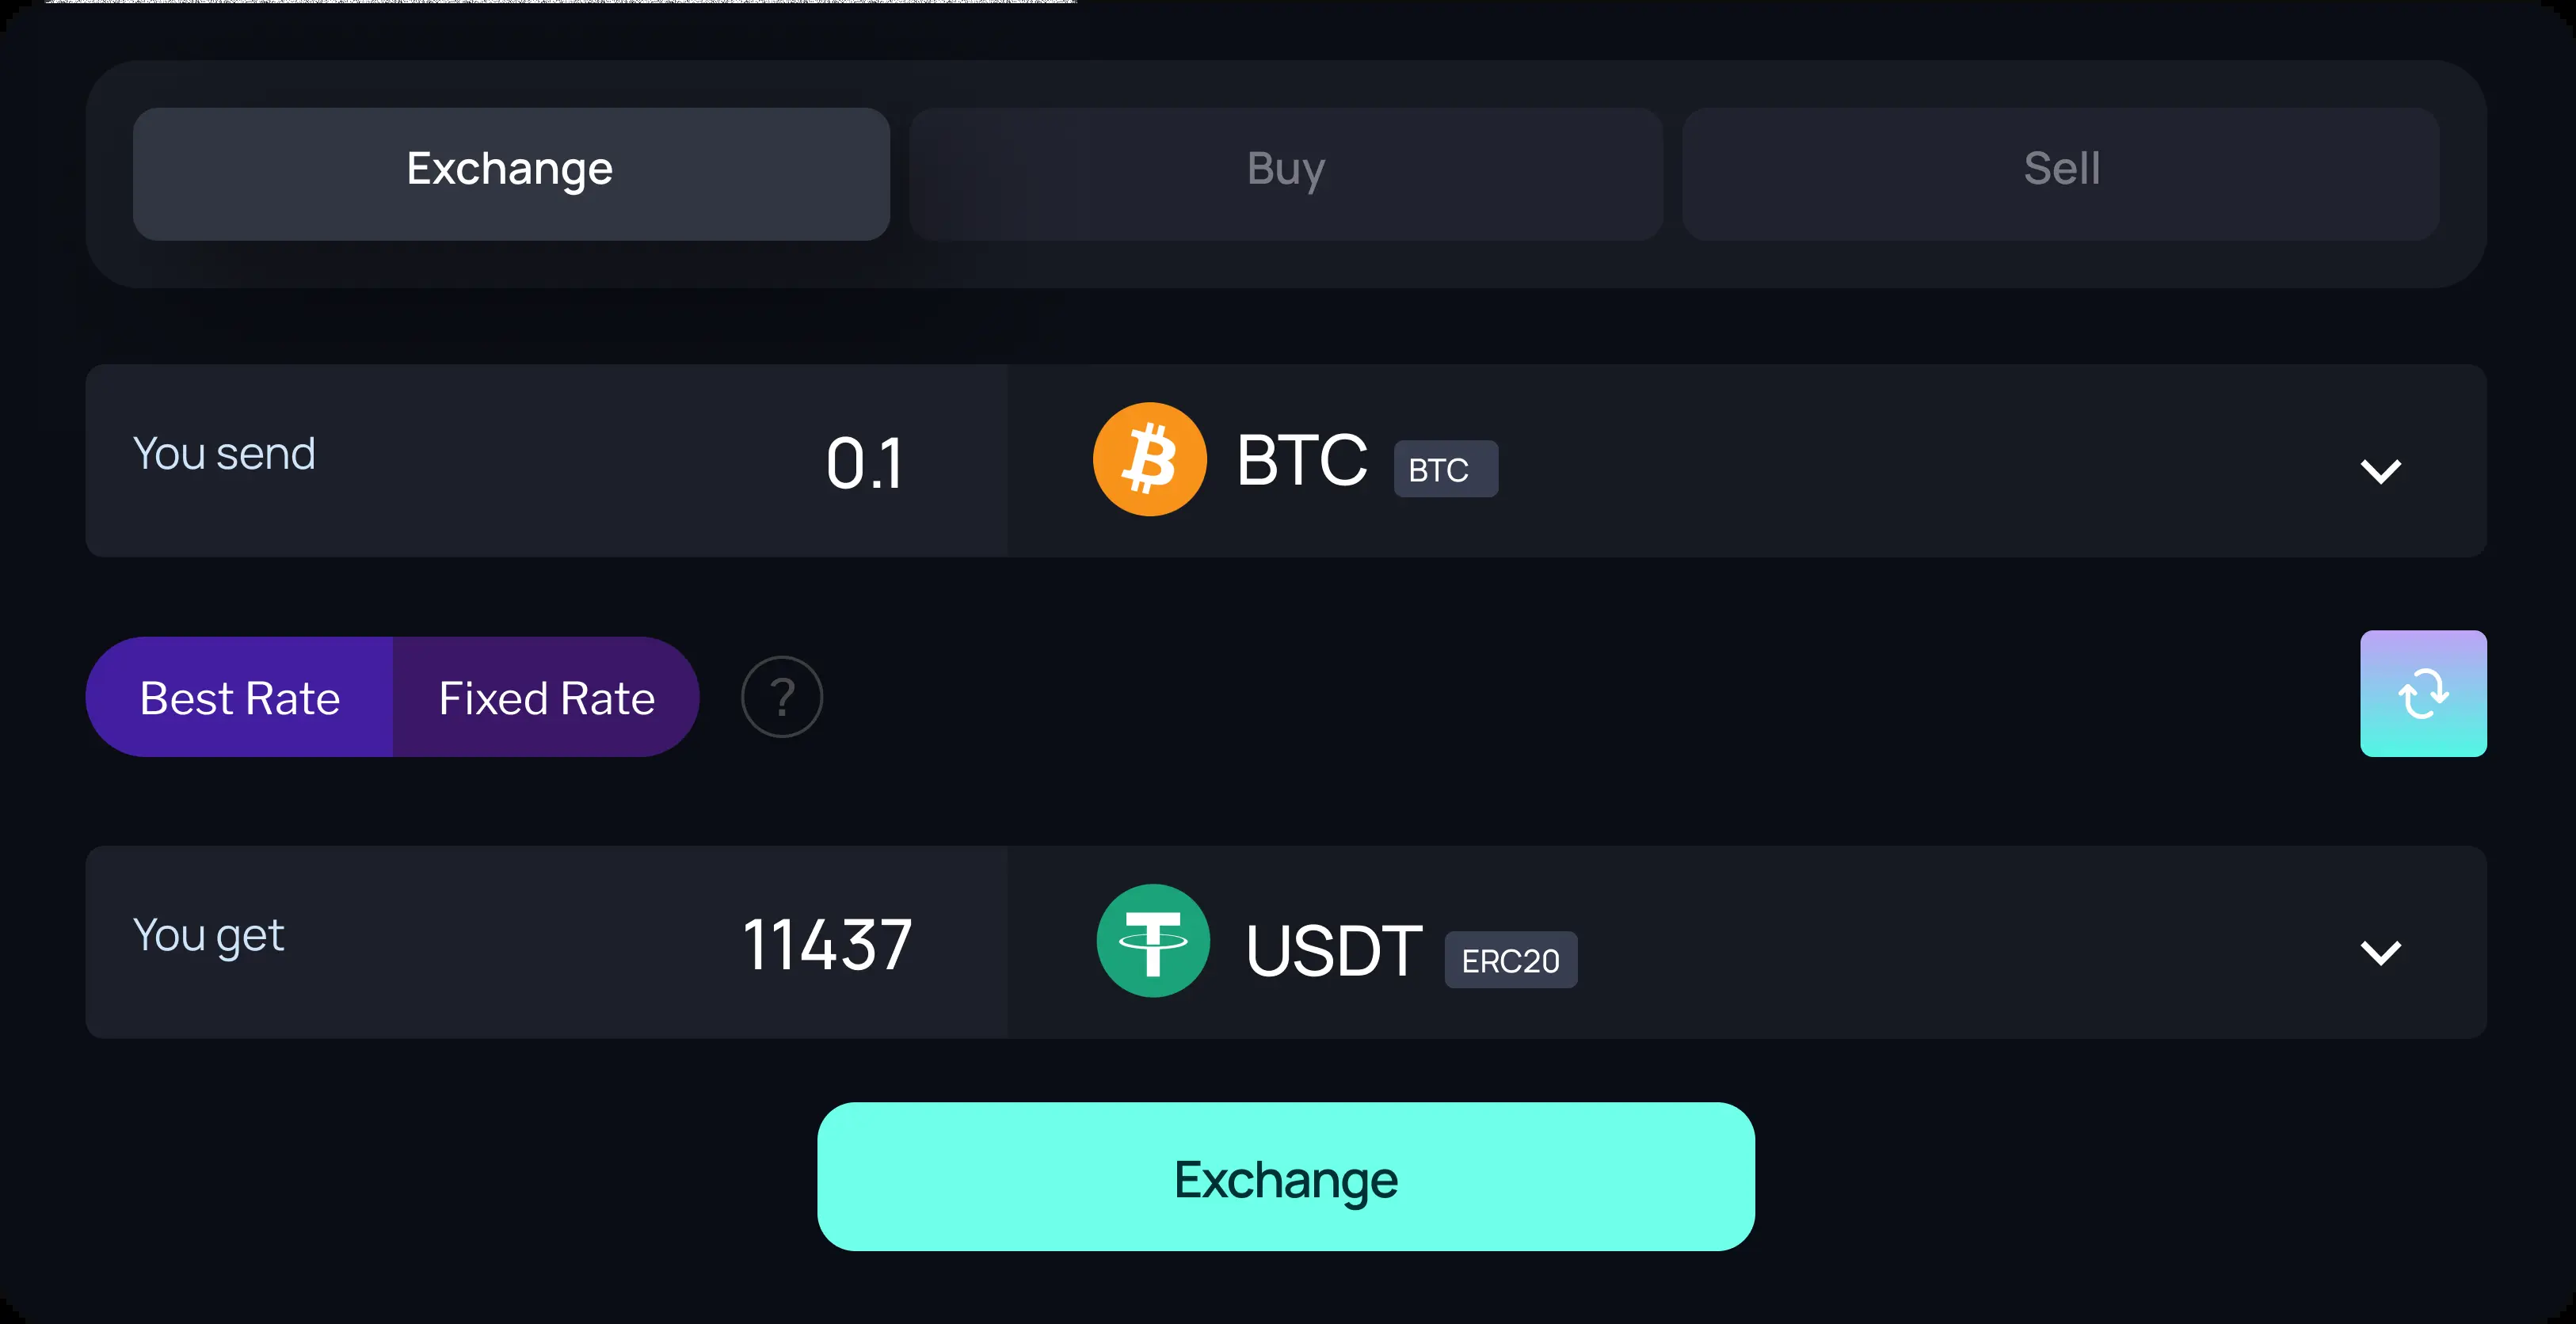 Exchange Buy Sell
You send 0.1 BTC BTC
Best Rate Fixed Rate ?
You get 11437 USDT ERC20
Exchange